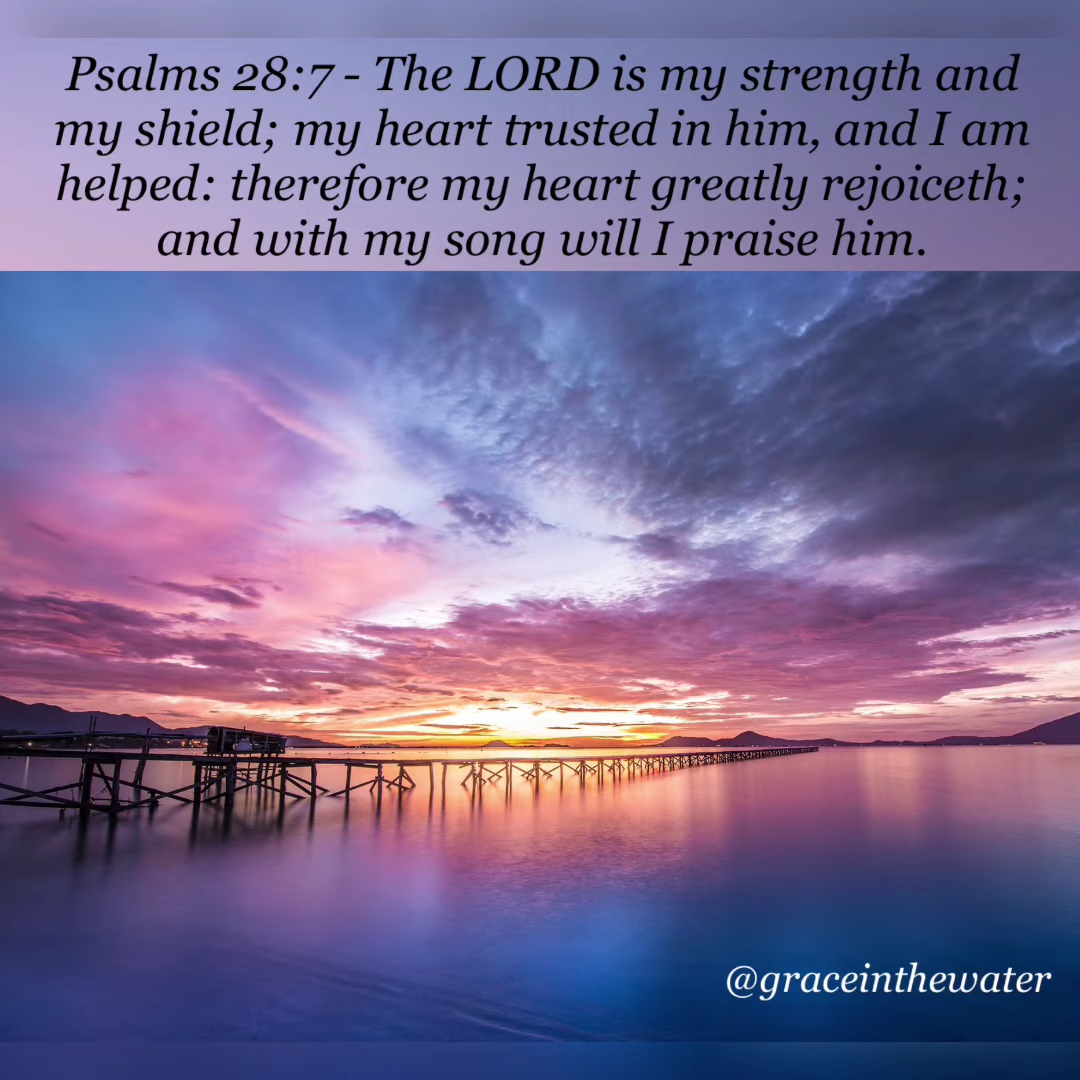 Psalms 28:7 - The LORD is my strength and
my shield; my heart trusted in him, and I am
helped: therefore my heart greatly rejoiceth;
and with my song will I praise him.
@graceinthewater